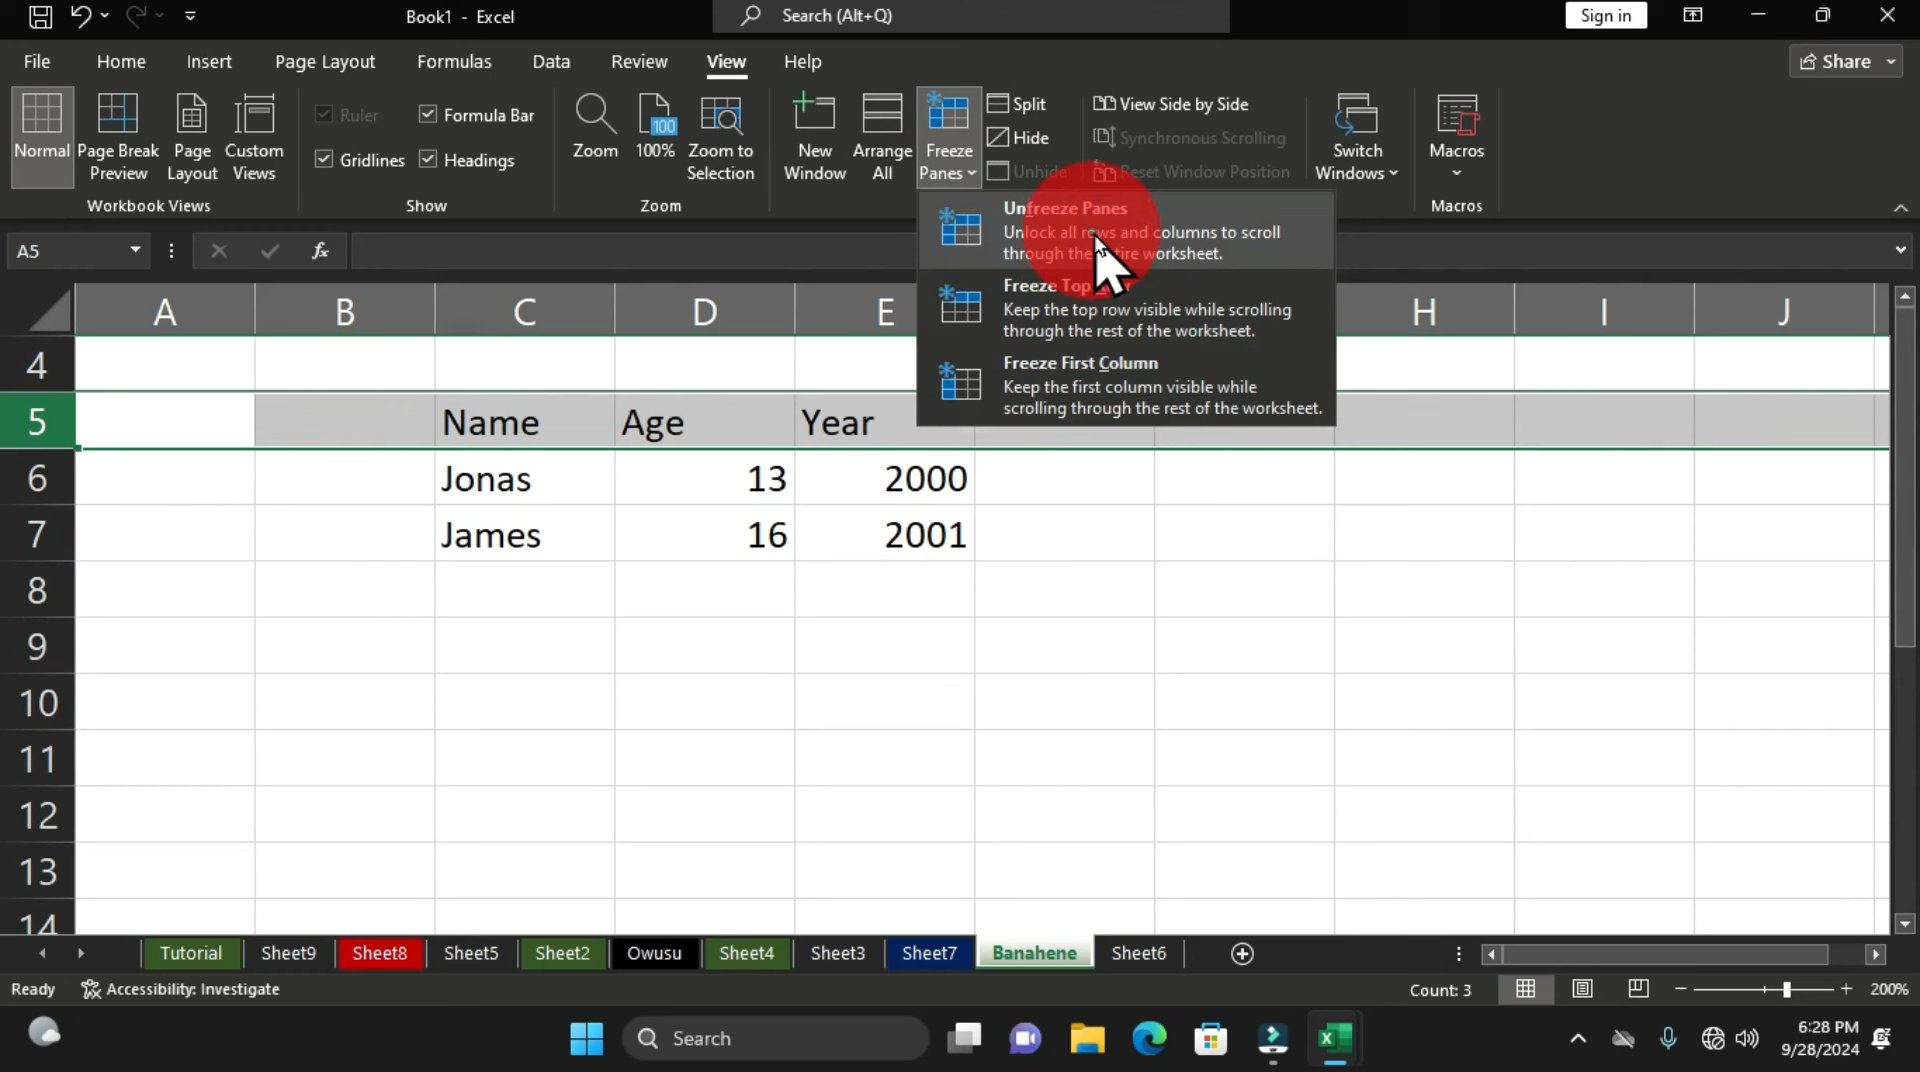 Book1 - Excel
Search (Alt+Q)
Sign in
File Home Insert Page Layout Formulas Data Review View Help
Share
Normal
Page Break
Preview
Page
Layout
Custom
Views
Workbook Views
Ruler
Formula Bar
Gridlines
Headings
Show
Zoom
100
100%
Zoom to
Selection
Zoom
New
Window
Arrange
All
Freeze
Panes
Split
Hide
Unhide
View Side by Side
Synchronous Scrolling
Reset Window Position
Switch
Windows
Macros
Macros
Unfreeze Panes
Unlock all rows and columns to scroll
through the entire worksheet.
Freeze Top
Keep the top row visible while scrolling
through the rest of the worksheet.
Freeze First Column
Keep the first column visible while
scrolling through the rest of the worksheet.
A5
fx
A B C D E H I J
4
5 Name Age Year
6 Jonas 13 2000
7 James 16 2001
8
9
10
11
12
13
14
Tutorial Sheet9 Sheet8 Sheet5 Sheet2 Owusu Sheet4 Sheet3 Sheet7 Banahene Sheet6
Ready
Accessibility: Investigate
Count: 3
200%
Search
6:28 PM
9/28/2024